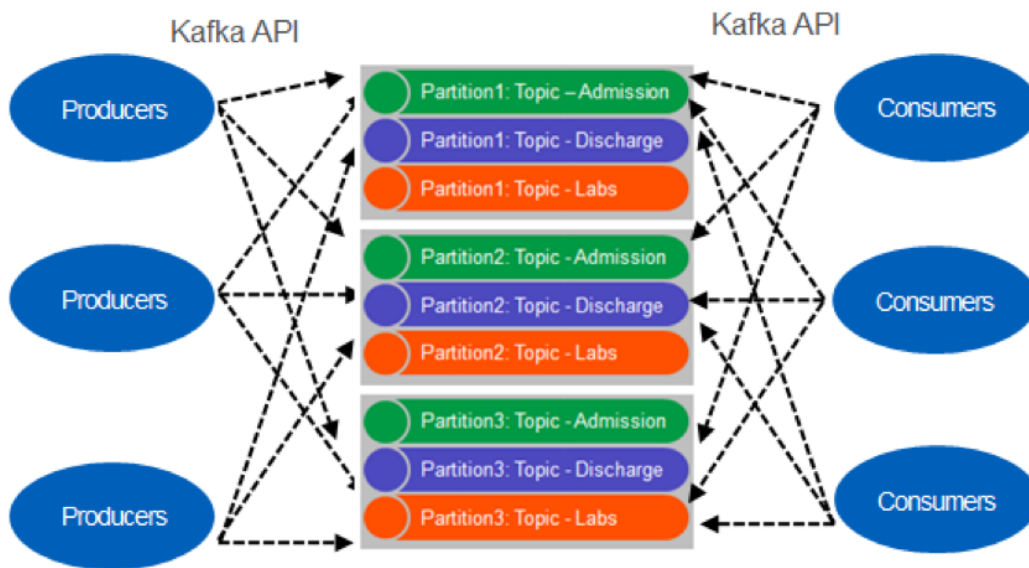 Kafka API
Kafka API
Producers
Partition1: Topic – Admission
Consumers
Partition1: Topic - Discharge
Partition1: Topic - Labs
Producers
Partition2: Topic - Admission
Consumers
Partition2: Topic - Discharge
Partition2: Topic - Labs
Producers
Partition3: Topic - Admission
Consumers
Partition3: Topic - Discharge
Partition3: Topic - Labs